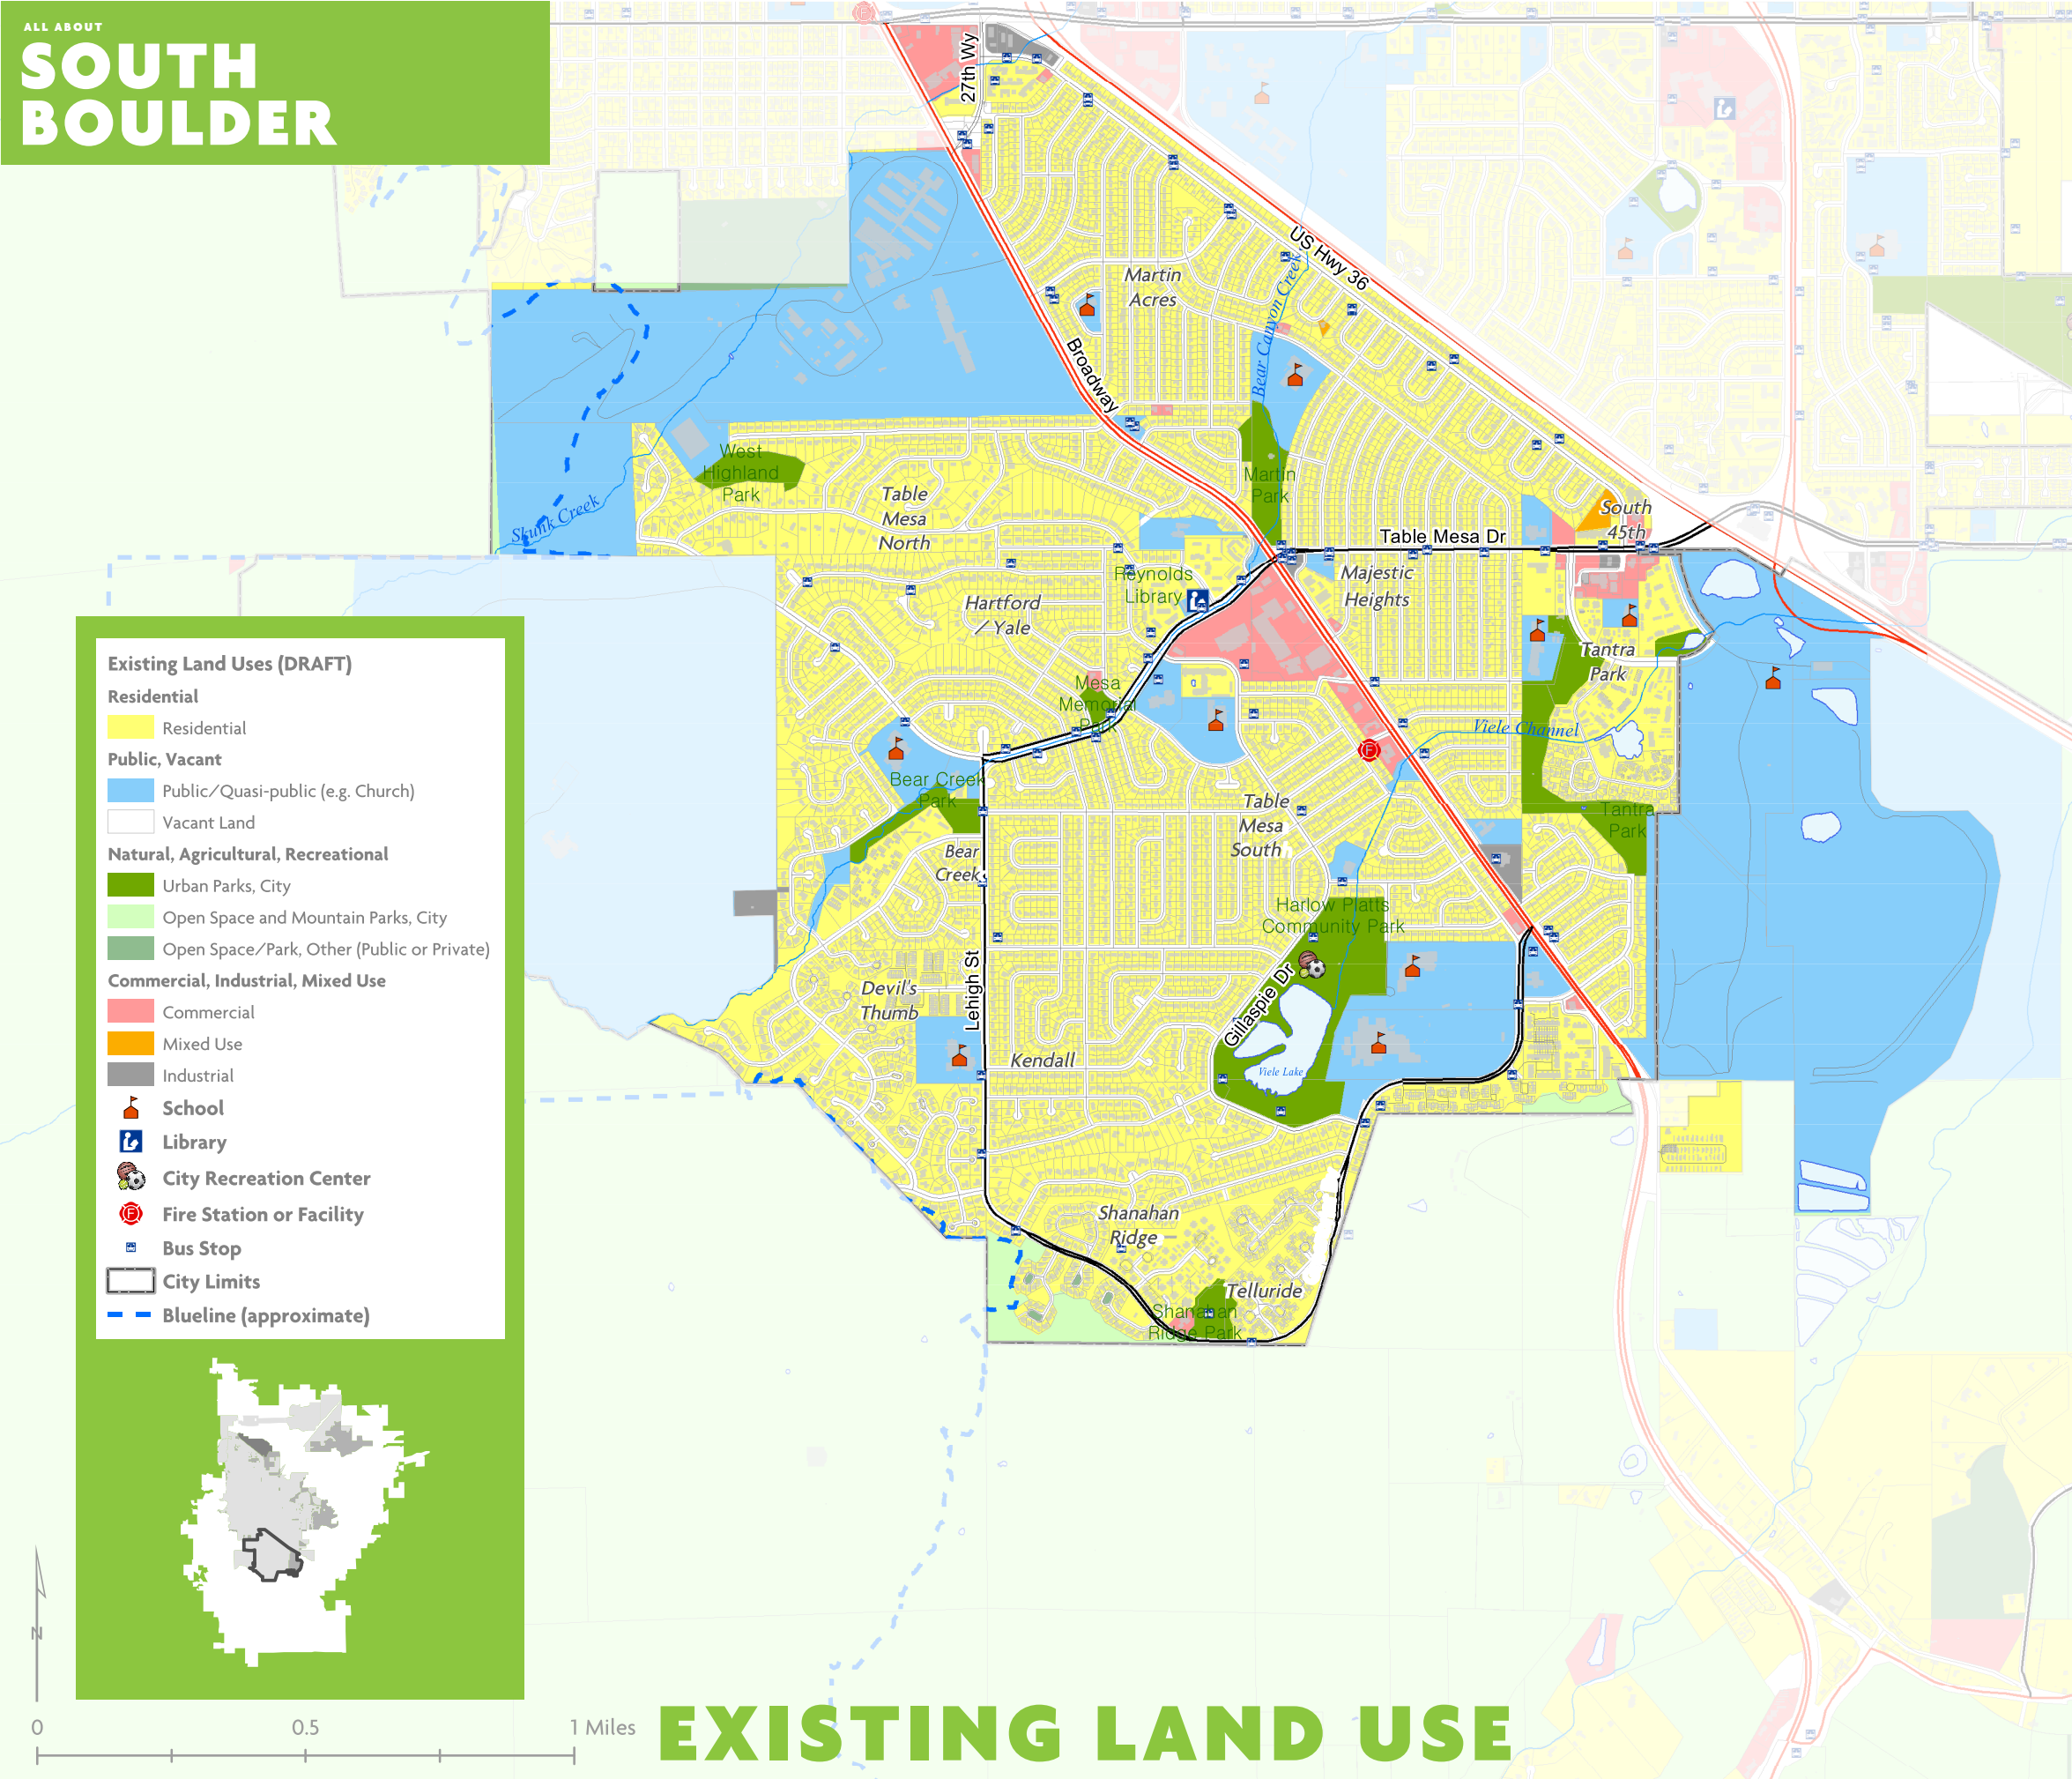 ALL ABOUT
SOUTH
BOULDER
27th Wy
US Hwy 36
Martin
Acres
Bear Canyon Creek
Broadway
West
Highland
Park
Table
Mesa
North
Skunk Creek
Martin
Park
South
45th
Table Mesa Dr
Reynolds
Library
Majestic
Heights
Hartford
/ Yale
Tantra
Park
Mesa
Memorial
Park
Viele Channel
Bear Creek
Park
Table
Mesa
South
Tantra
Park
Bear
Creek
Harlow Platts
Community Park
Lehigh St
Devil's
Thumb
Gillaspie Dr
Kendall
Viele Lake
Shanahan
Ridge
Telluride
Shanahan
Ridge Park
Existing Land Uses (DRAFT)
Residential
Residential
Public, Vacant
Public/Quasi-public (e.g. Church)
Vacant Land
Natural, Agricultural, Recreational
Urban Parks, City
Open Space and Mountain Parks, City
Open Space/Park, Other (Public or Private)
Commercial, Industrial, Mixed Use
Commercial
Mixed Use
Industrial
School
Library
City Recreation Center
F
Fire Station or Facility
Bus Stop
City Limits
Blueline (approximate)
N
0 0.5 1 Miles
EXISTING LAND USE